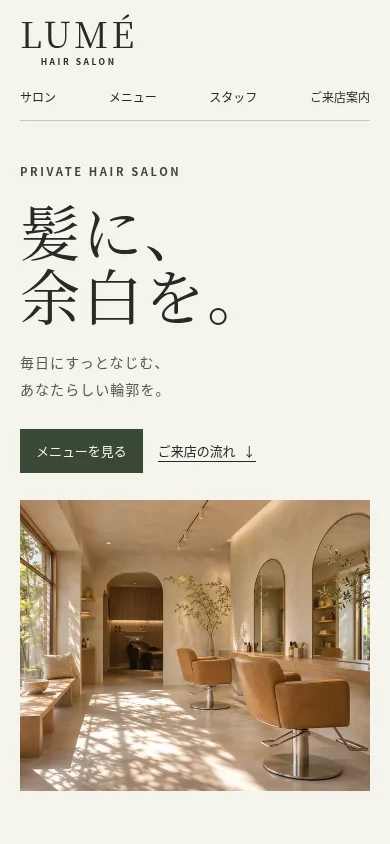 LUMÉ
HAIR SALON
サロン メニュー スタッフ ご来店案内
PRIVATE HAIR SALON
髪に、
余白を。
毎日にすっとなじむ、
あなたらしい輪郭を。
メニューを見る ご来店の流れ ↓